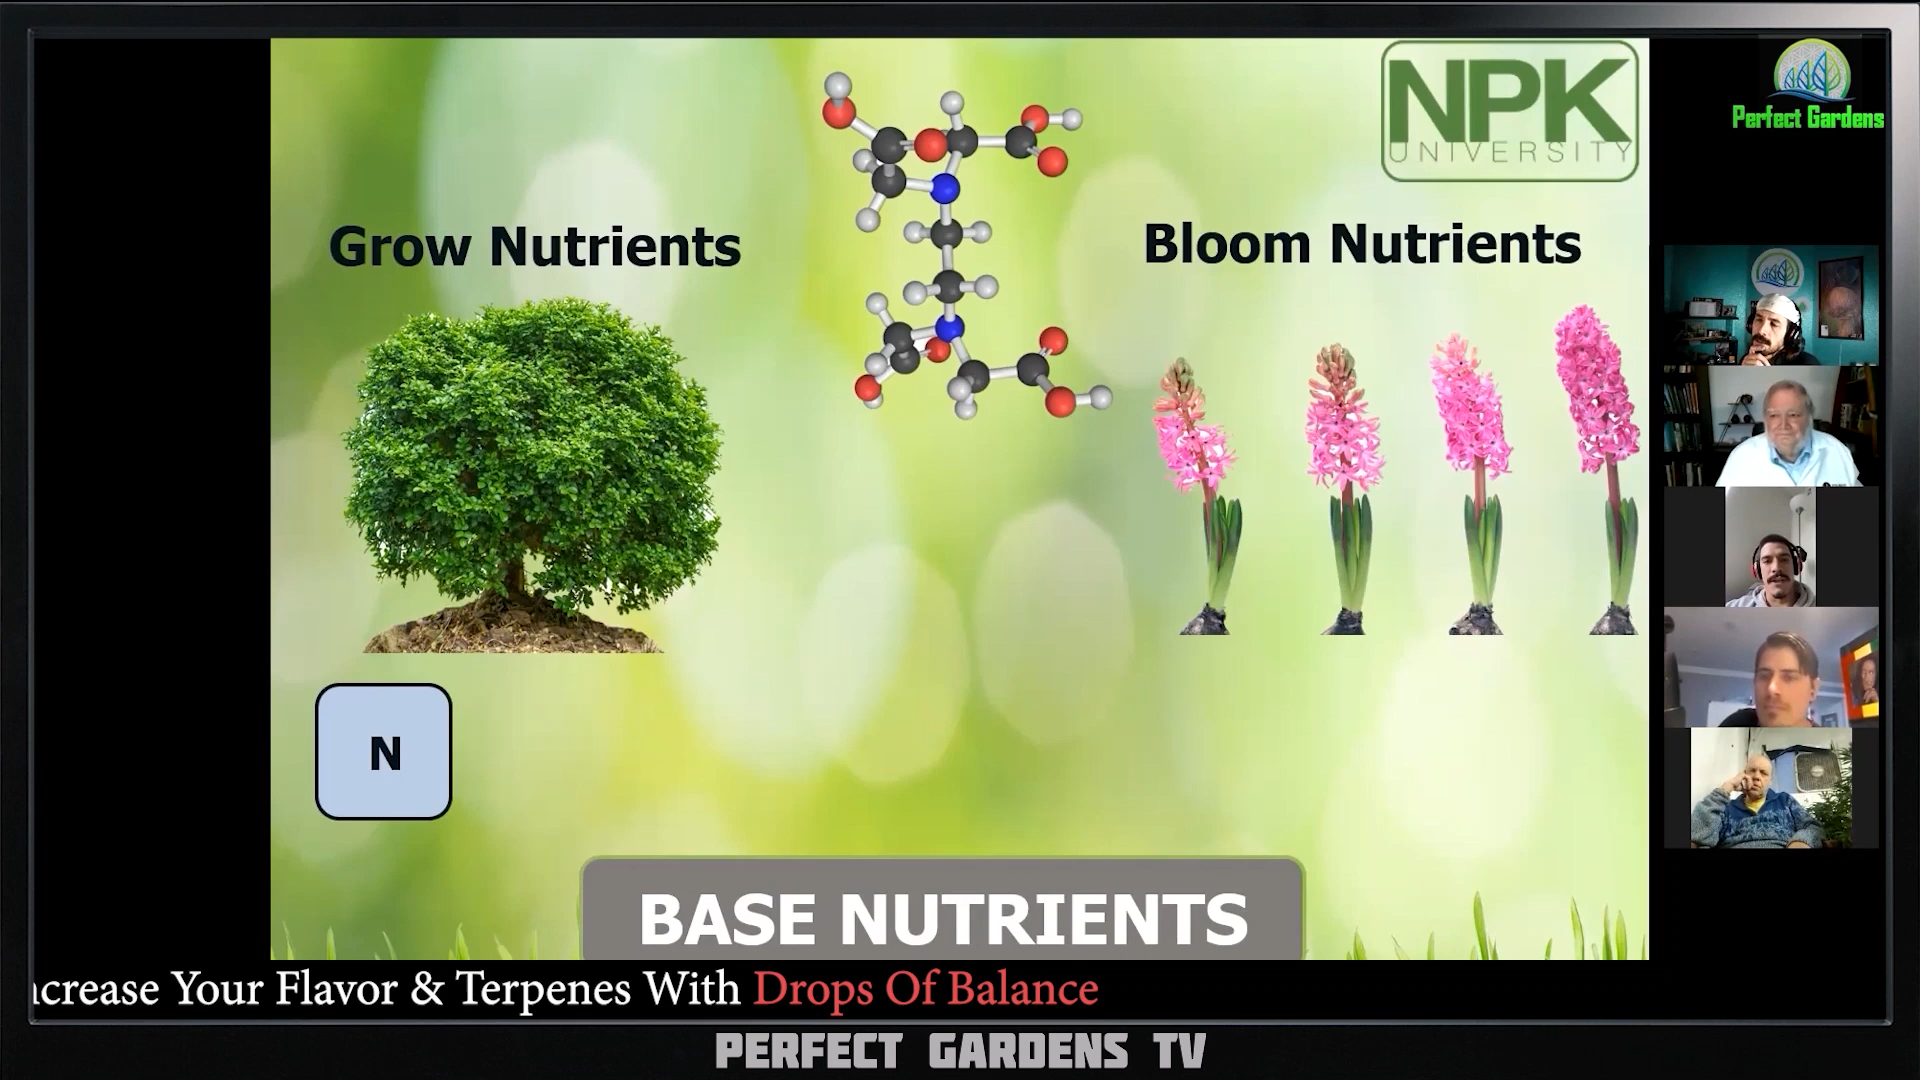 NPK
UNIVERSITY
Perfect Gardens
Grow Nutrients
Bloom Nutrients
N
BASE NUTRIENTS
crease Your Flavor & Terpenes With Drops Of Balance
PERFECT GARDENS TV